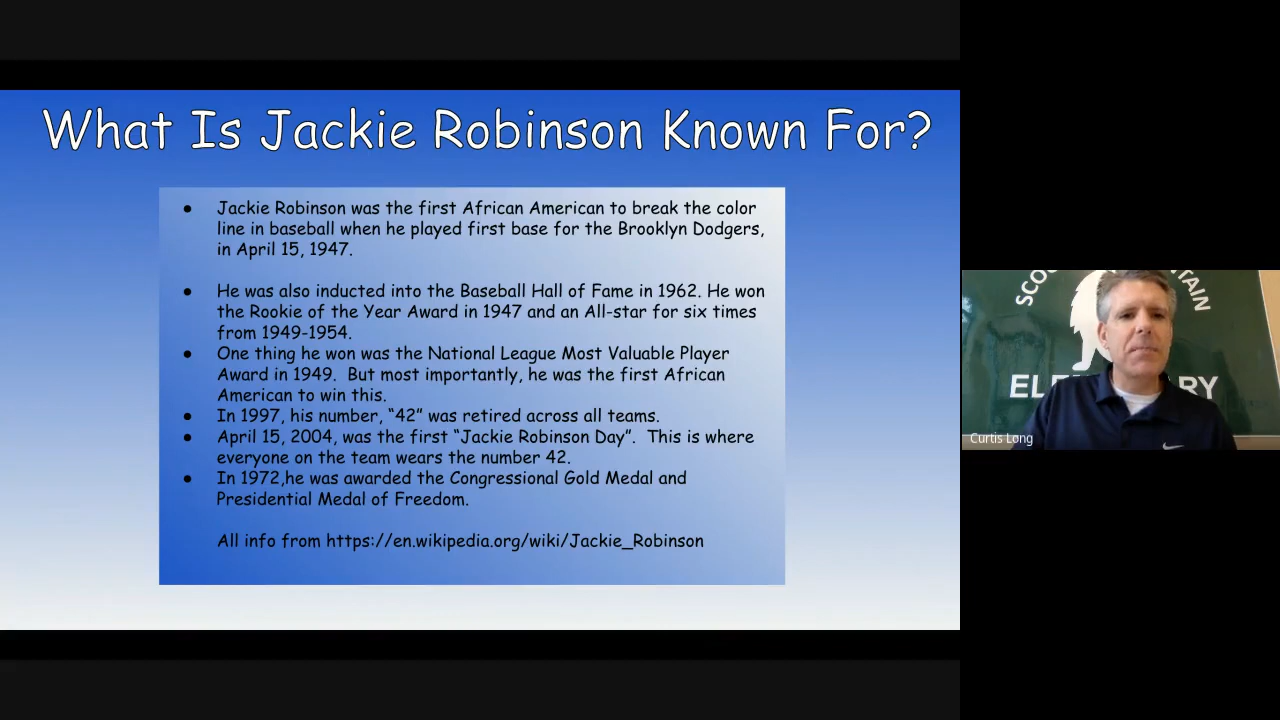 What Is Jackie Robinson Known For?
● Jackie Robinson was the first African American to break the color
line in baseball when he played first base for the Brooklyn Dodgers,
in April 15, 1947.
● He was also inducted into the Baseball Hall of Fame in 1962. He won
the Rookie of the Year Award in 1947 and an All-star for six times
from 1949-1954.
● One thing he won was the National League Most Valuable Player
Award in 1949.  But most importantly, he was the first African
American to win this.
● In 1997, his number, “42” was retired across all teams.
● April 15, 2004, was the first “Jackie Robinson Day”.  This is where
everyone on the team wears the number 42.
● In 1972,he was awarded the Congressional Gold Medal and
Presidential Medal of Freedom.
All info from https://en.wikipedia.org/wiki/Jackie_Robinson
Curtis Long